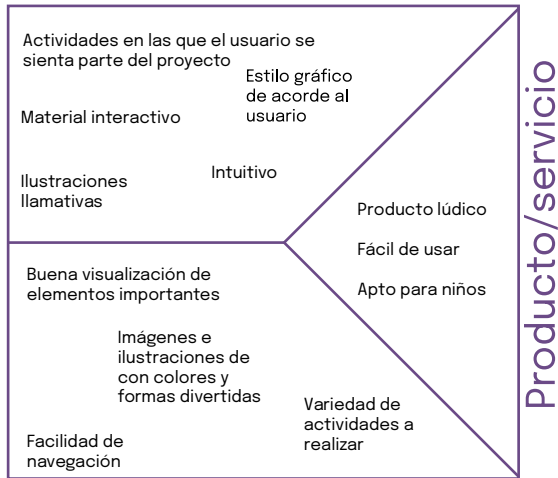 Actividades en las que el usuario se
sienta parte del proyecto
Estilo gráfico
de acorde al
usuario
Material interactivo
Intuitivo
Ilustraciones
llamativas
Producto lúdico
Fácil de usar
Apto para niños
Buena visualización de
elementos importantes
Imágenes e
ilustraciones de
con colores y
formas divertidas
Variedad de
actividades a
realizar
Facilidad de
navegación
Producto/servicio